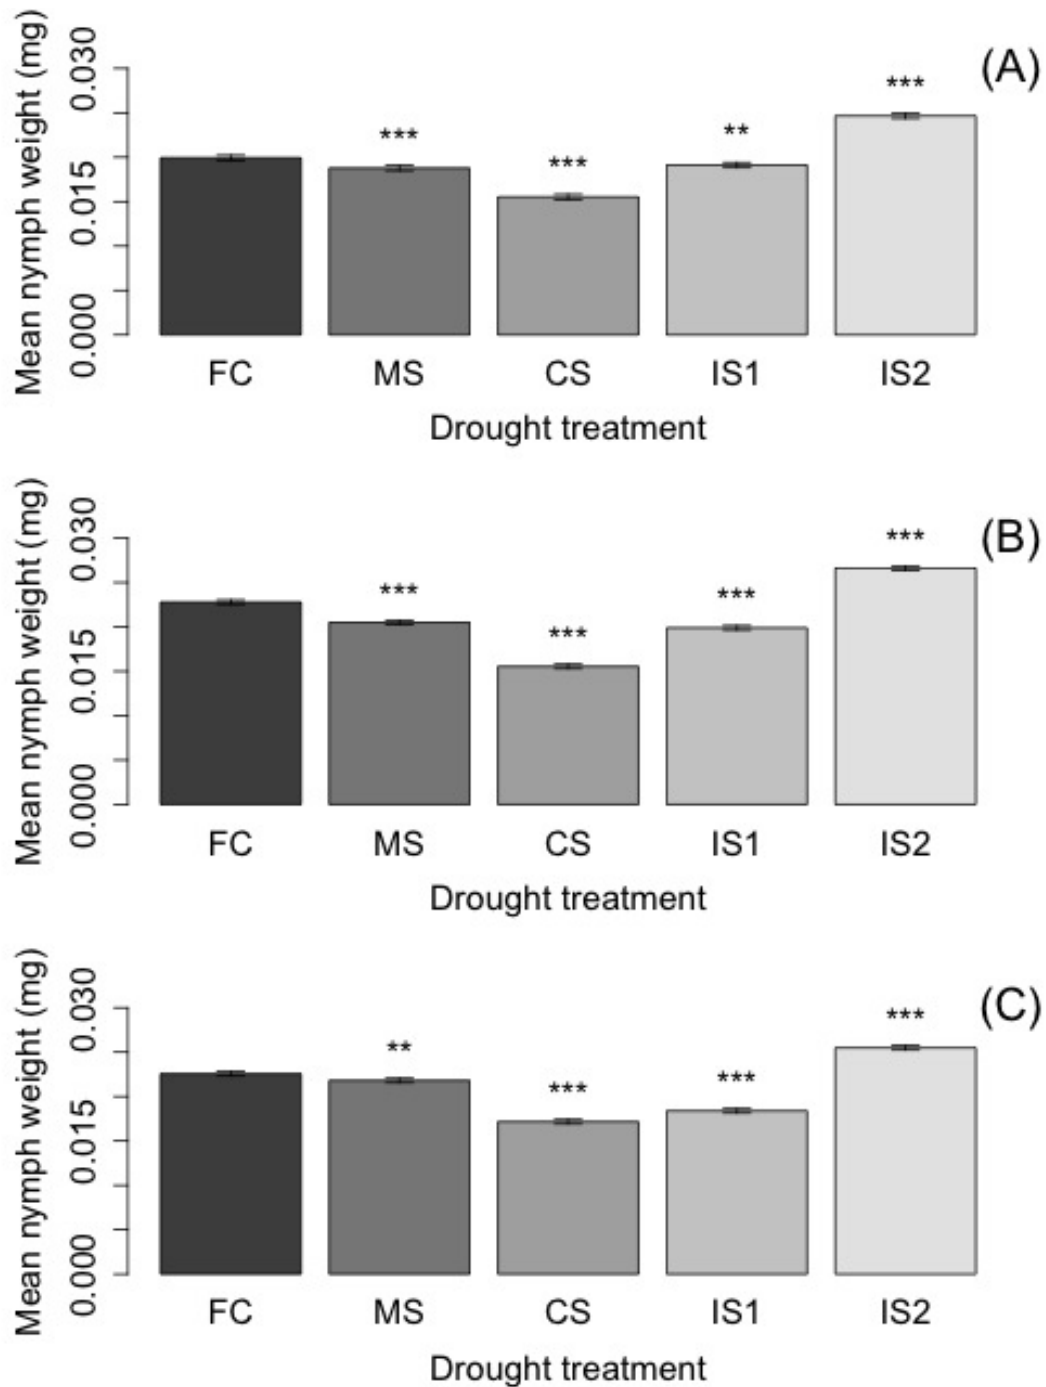 (A)
Mean nymph weight (mg)
0.030
0.015
0.000
*** *** ** ***
FC MS CS IS1 IS2
Drought treatment
(B)
Mean nymph weight (mg)
0.030
0.015
0.000
*** *** *** ***
FC MS CS IS1 IS2
Drought treatment
(C)
Mean nymph weight (mg)
0.030
0.015
0.000
** *** *** ***
FC MS CS IS1 IS2
Drought treatment